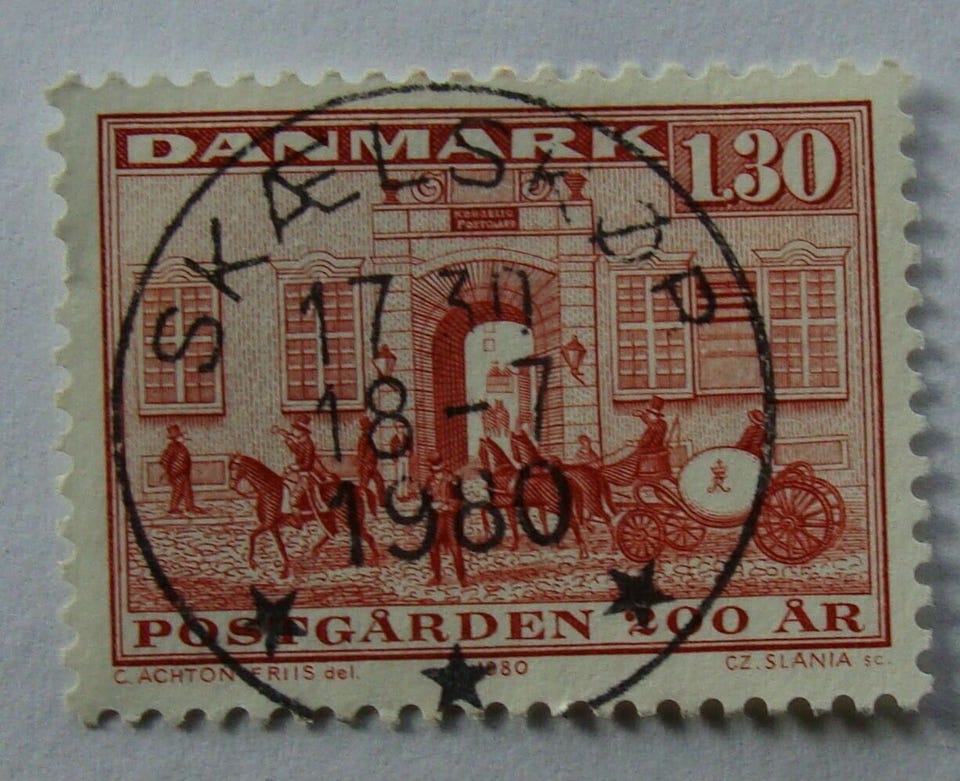 DANMARK 1.30
KONGELIG
POSTGAARD
SKÆLSKØR
17 30
18 - 7
1980
POSTGÅRDEN 200 ÅR
C. ACHTON FRIIS del. 1980 CZ. SLANIA sc.